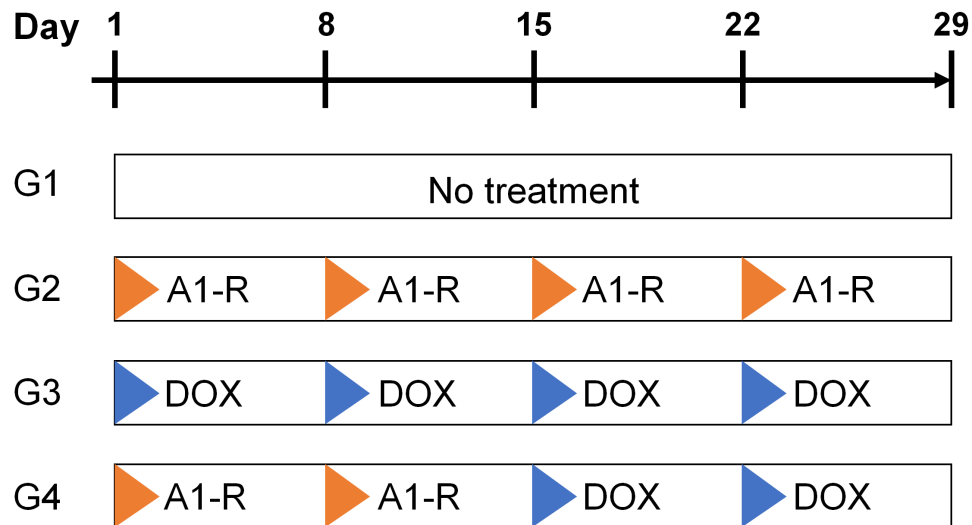 Day 1 8 15 22 29
G1 No treatment
G2 A1-R A1-R A1-R A1-R
G3 DOX DOX DOX DOX
G4 A1-R A1-R DOX DOX